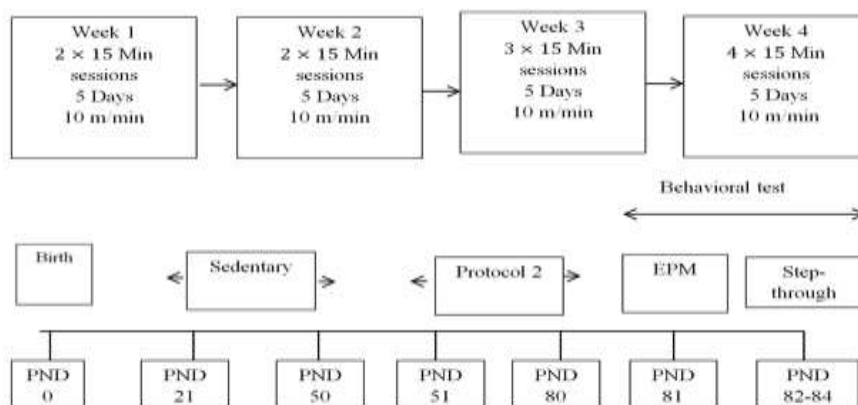 Week 1
2 × 15 Min
sessions
5 Days
10 m/min
Week 2
2 × 15 Min
sessions
5 Days
10 m/min
Week 3
3 × 15 Min
sessions
5 Days
10 m/min
Week 4
4 × 15 Min
sessions
5 Days
10 m/min
Behavioral test
Birth
Sedentary
Protocol 2
EPM
Step-
through
PND
0
PND
21
PND
50
PND
51
PND
80
PND
81
PND
82-84